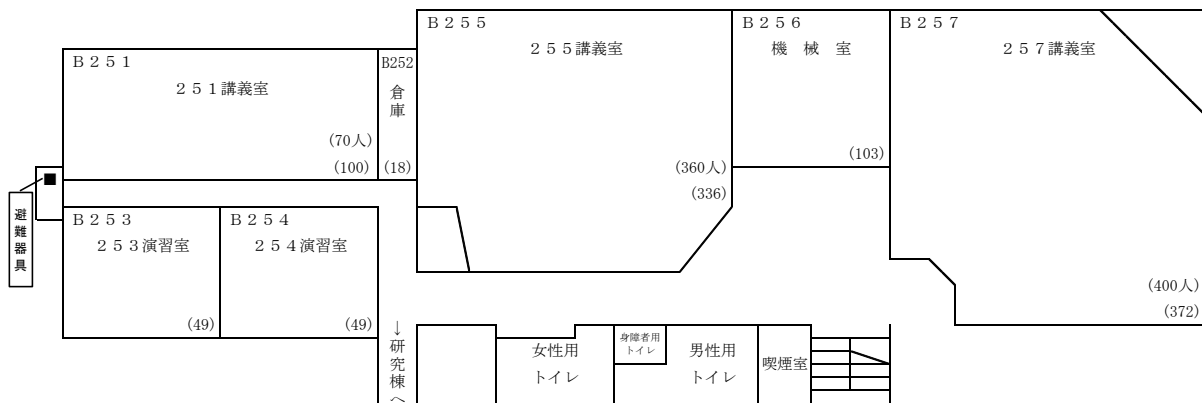 Ｂ２５１
２５１講義室
(70人)
(100)
B252
倉庫
(18)
Ｂ２５５
２５５講義室
(360人)
(336)
Ｂ２５６
機　械　室
(103)
Ｂ２５７
２５７講義室
(400人)
(372)
避難器具
Ｂ２５３
２５３演習室
(49)
Ｂ２５４
２５４演習室
(49)
↓研究棟へ
女性用
トイレ
身障者用
トイレ
男性用
トイレ
喫煙室